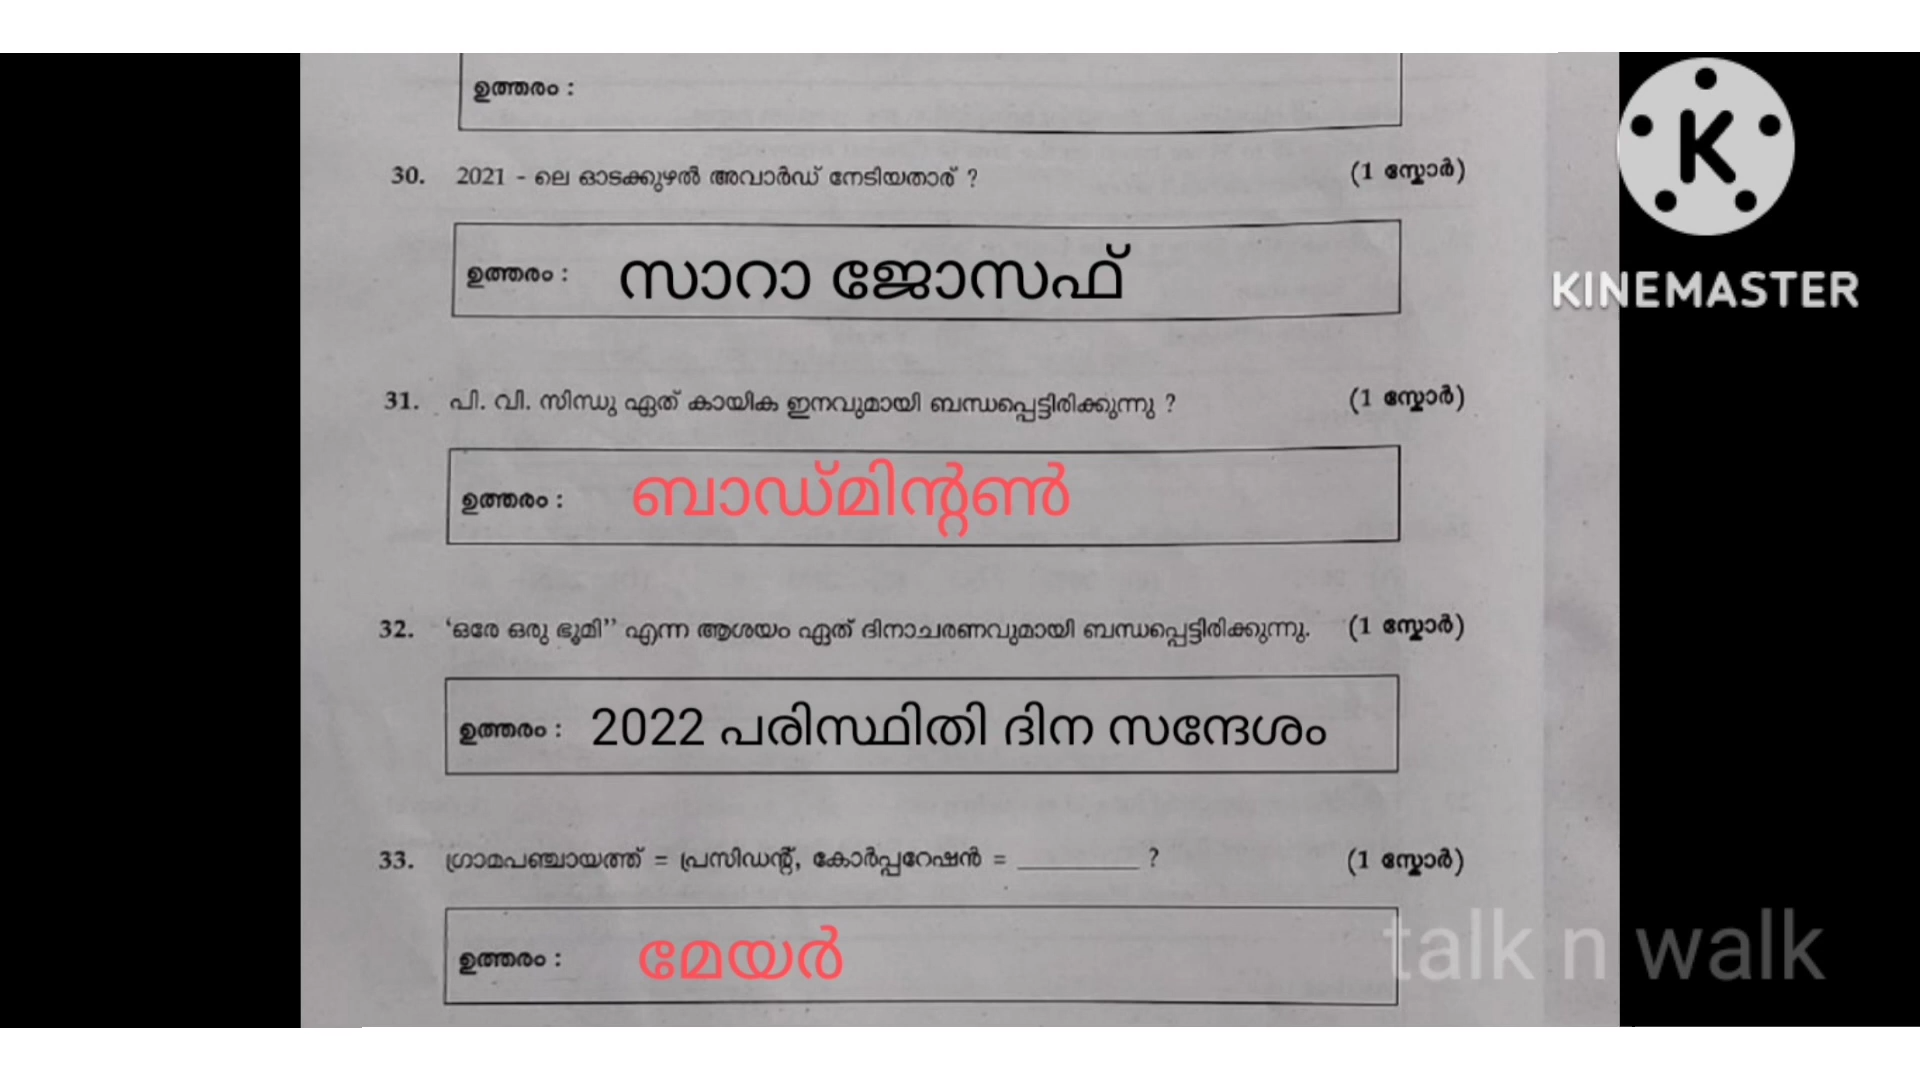 ഉത്തരം :
30. 2021 - ലെ ഓടക്കുഴൽ അവാർഡ് നേടിയതാര് ? (1 സ്കോർ)
ഉത്തരം : സാറാ ജോസഫ്
31. പി. വി. സിന്ധു ഏത് കായിക ഇനവുമായി ബന്ധപ്പെട്ടിരിക്കുന്നു ? (1 സ്കോർ)
ഉത്തരം : ബാഡ്മിന്റൺ
32. ‘ഒരേ ഒരു ഭൂമി’’ എന്ന ആശയം ഏത് ദിനാചരണവുമായി ബന്ധപ്പെട്ടിരിക്കുന്നു. (1 സ്കോർ)
ഉത്തരം : 2022 പരിസ്ഥിതി ദിന സന്ദേശം
33. ഗ്രാമപഞ്ചായത്ത് = പ്രസിഡന്റ്, കോർപ്പറേഷൻ = ________ ? (1 സ്കോർ)
ഉത്തരം : മേയർ
K
KINEMASTER
talk n walk